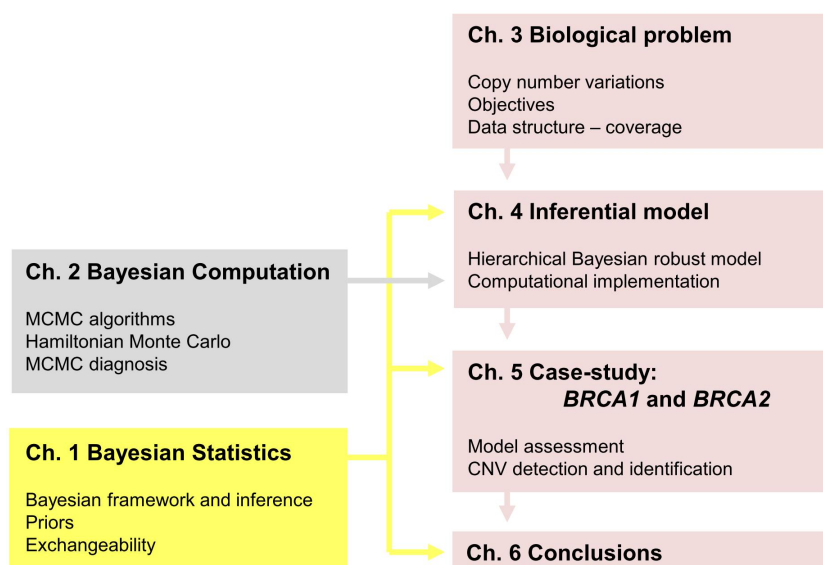 Ch. 3 Biological problem
Copy number variations
Objectives
Data structure – coverage
Ch. 4 Inferential model
Hierarchical Bayesian robust model
Computational implementation
Ch. 2 Bayesian Computation
MCMC algorithms
Hamiltonian Monte Carlo
MCMC diagnosis
Ch. 5 Case-study:
BRCA1 and BRCA2
Model assessment
CNV detection and identification
Ch. 1 Bayesian Statistics
Bayesian framework and inference
Priors
Exchangeability
Ch. 6 Conclusions